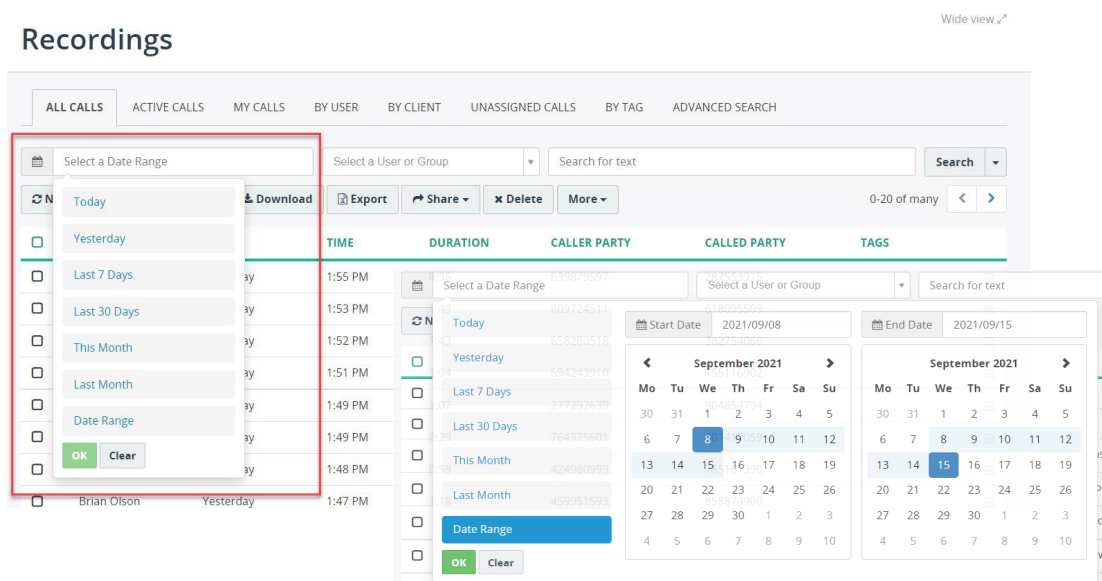 Wide view
Recordings
ALL CALLS ACTIVE CALLS MY CALLS BY USER BY CLIENT UNASSIGNED CALLS BY TAG ADVANCED SEARCH
Select a Date Range Select a User or Group Search for text Search
N Download Export Share Delete More 0-20 of many
Today
Yesterday
Last 7 Days
Last 30 Days
This Month
Last Month
Date Range
OK Clear
TIME DURATION CALLER PARTY CALLED PARTY TAGS
ay 1:55 PM
ay 1:53 PM
ay 1:52 PM
ay 1:51 PM
ay 1:49 PM
ay 1:49 PM
ay 1:48 PM
Brian Olson Yesterday 1:47 PM
Select a Date Range Select a User or Group Search for text
N
Today
Yesterday
Last 7 Days
Last 30 Days
This Month
Last Month
Date Range
OK Clear
Start Date 2021/09/08
September 2021
Mo Tu We Th Fr Sa Su
30 31 1 2 3 4 5
6 7 8 9 10 11 12
13 14 15 16 17 18 19
20 21 22 23 24 25 26
27 28 29 30 1 2 3
4 5 6 7 8 9 10
End Date 2021/09/15
September 2021
Mo Tu We Th Fr Sa Su
30 31 1 2 3 4 5
6 7 8 9 10 11 12
13 14 15 16 17 18 19
20 21 22 23 24 25 26
27 28 29 30 1 2 3
4 5 6 7 8 9 10